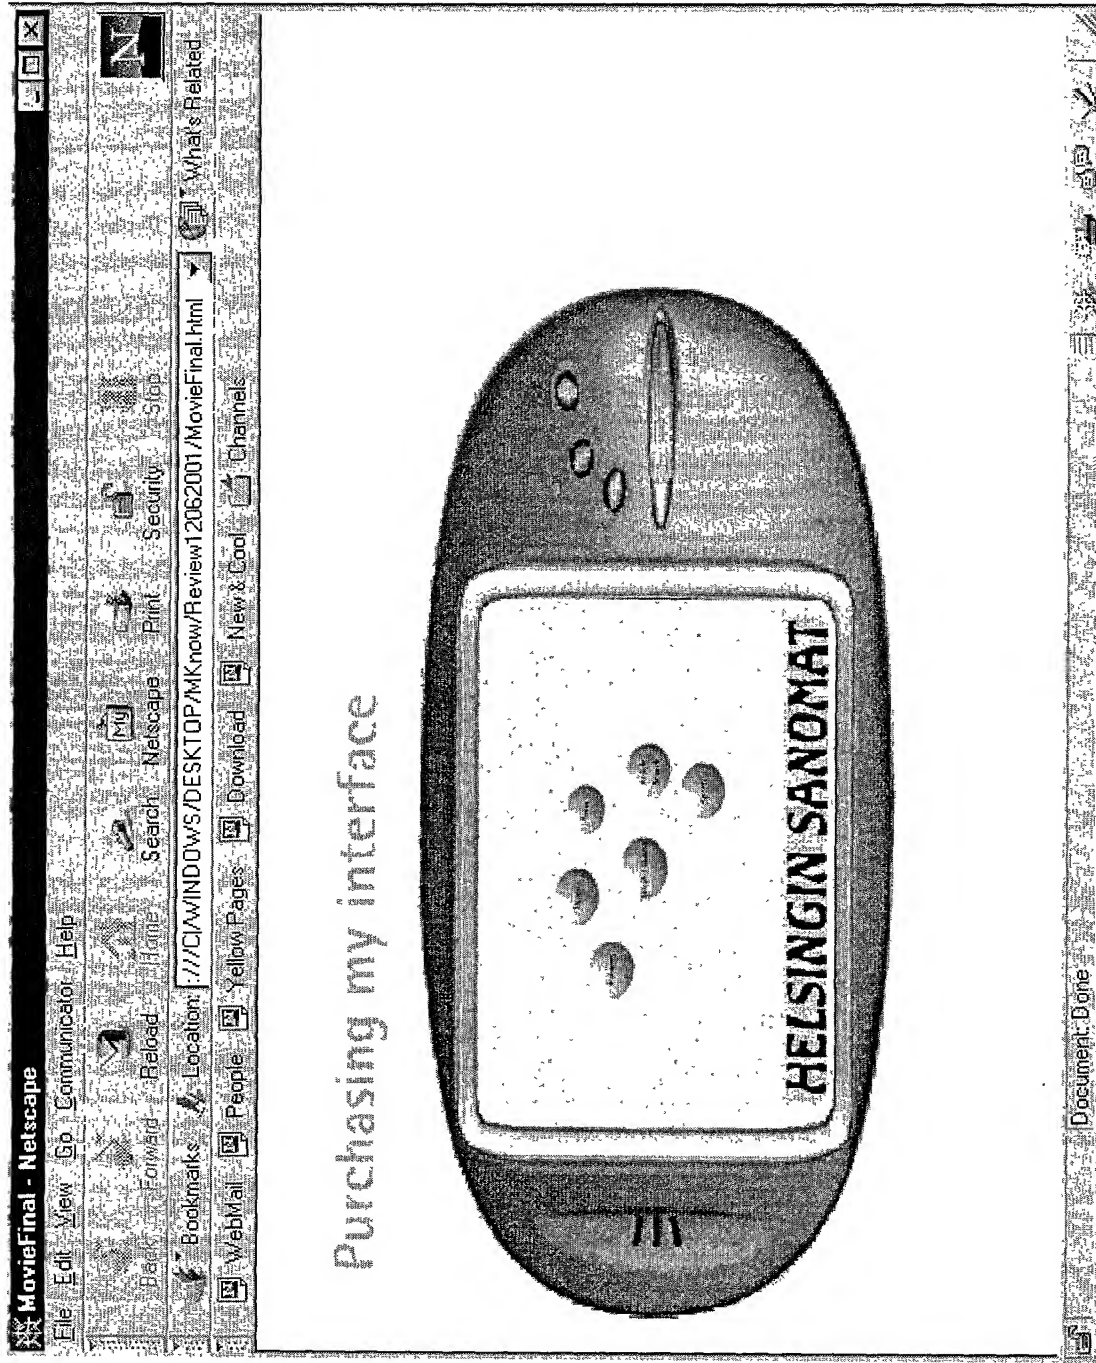 MovieFinal - Netscape
File Edit View Go Communicator Help
Back Forward Reload Home Search Netscape Print Security Stop
Bookmarks Location: :///C|/WINDOWS/DESKTOP/MKnow/Review12062001/MovieFinal.html What's Related
WebMail People Yellow Pages Download New & Cool Channels
Purchasing my interface
HELSINGIN SANOMAT
Document: Done